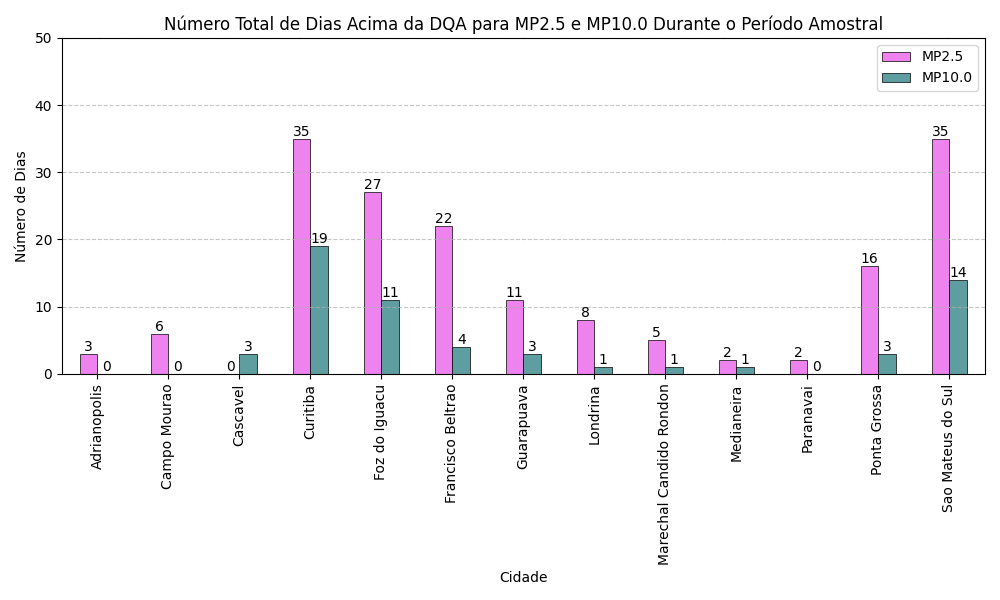 Número Total de Dias Acima da DQA para MP2.5 e MP10.0 Durante o Período Amostral
MP2.5
MP10.0
Número de Dias
50
40
30
20
10
0
3 0
6 0
0 3
35 19
27 11
22 4
11 3
8 1
5 1
2 1
2 0
16 3
35 14
Adrianopolis
Campo Mourao
Cascavel
Curitiba
Foz do Iguacu
Francisco Beltrao
Guarapuava
Londrina
Marechal Candido Rondon
Medianeira
Paranavai
Ponta Grossa
Sao Mateus do Sul
Cidade